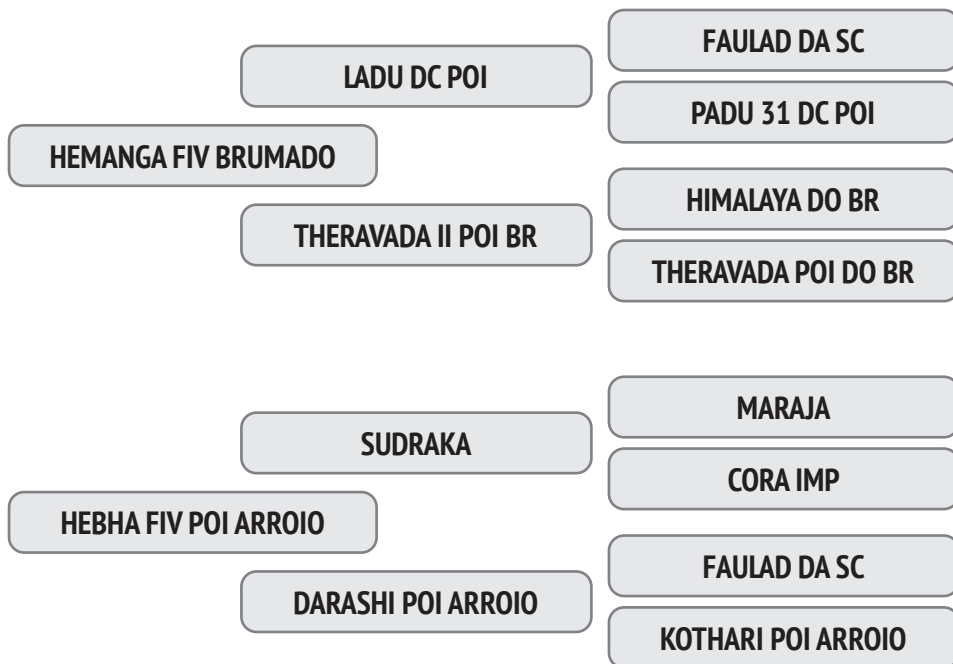 FAULAD DA SC
LADU DC POI
PADU 31 DC POI
HEMANGA FIV BRUMADO
HIMALAYA DO BR
THERAVADA II POI BR
THERAVADA POI DO BR
MARAJA
SUDRAKA
CORA IMP
HEBHA FIV POI ARROIO
FAULAD DA SC
DARASHI POI ARROIO
KOTHARI POI ARROIO